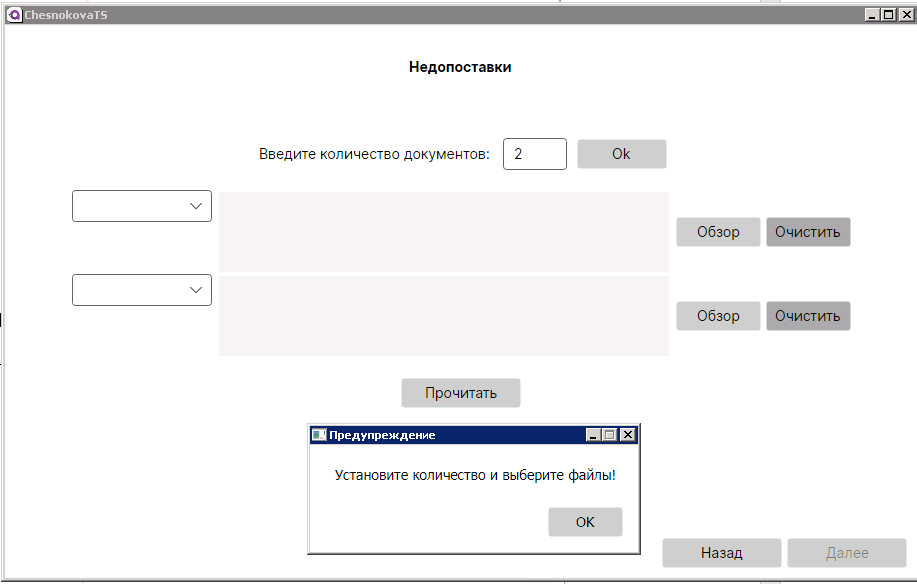 ChesnokovaTS
Недопоставки
Введите количество документов: 2 Ok
Обзор Очистить
Обзор Очистить
Прочитать
Предупреждение
Установите количество и выберите файлы!
OK
Назад Далее